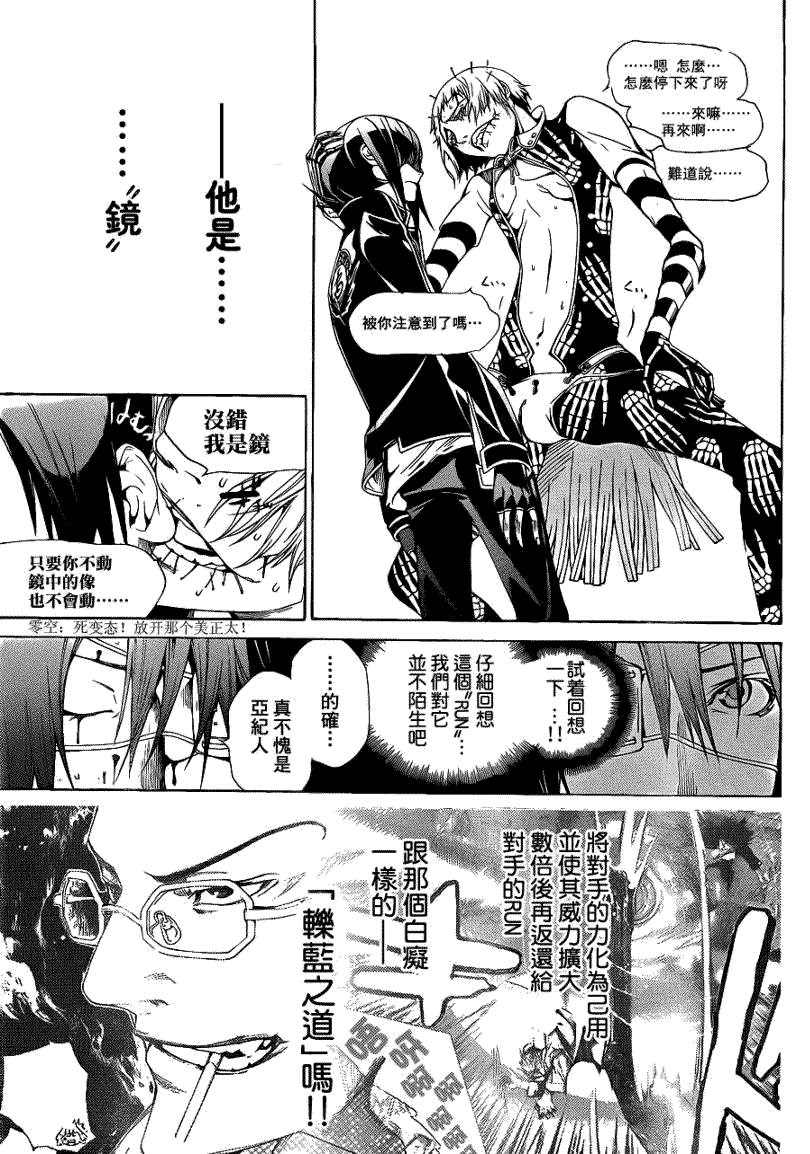 ……嗯 怎麼…
怎麼停下來了呀
……來嘛……
再來啊……
難道說……
被你注意到了嗎…
——他是……
……〝鏡〞
沒錯
我是鏡
はむっ
只要你不動
鏡中的像
也不會動……
零空：死变态！放开那个美正太！
試着回想
一下…!!
仔細回想
這個〝RUN〞…
我們對它
並不陌生吧
……的確…
真不愧是
亞紀人
將對手的力化為己用
並使其威力擴大
數倍後再返還給
對手的RUN
跟那個白癡
一樣的——
「轢藍之道」嗎!!